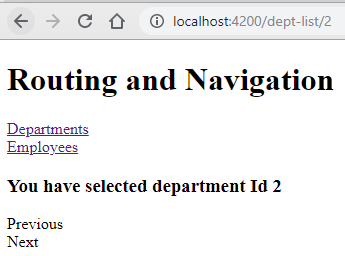 localhost:4200/dept-list/2
Routing and Navigation
Departments
Employees
You have selected department Id 2
Previous
Next